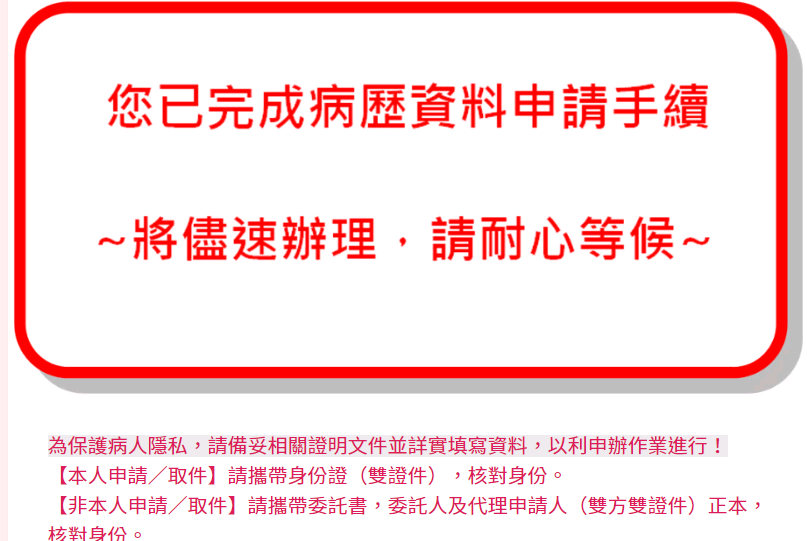 您已完成病歷資料申請手續
~將儘速辦理，請耐心等候~
為保護病人隱私，請備妥相關證明文件並詳實填寫資料，以利申辦作業進行！
【本人申請／取件】請攜帶身份證（雙證件），核對身份。
【非本人申請／取件】請攜帶委託書，委託人及代理申請人（雙方雙證件）正本，
核對身份。